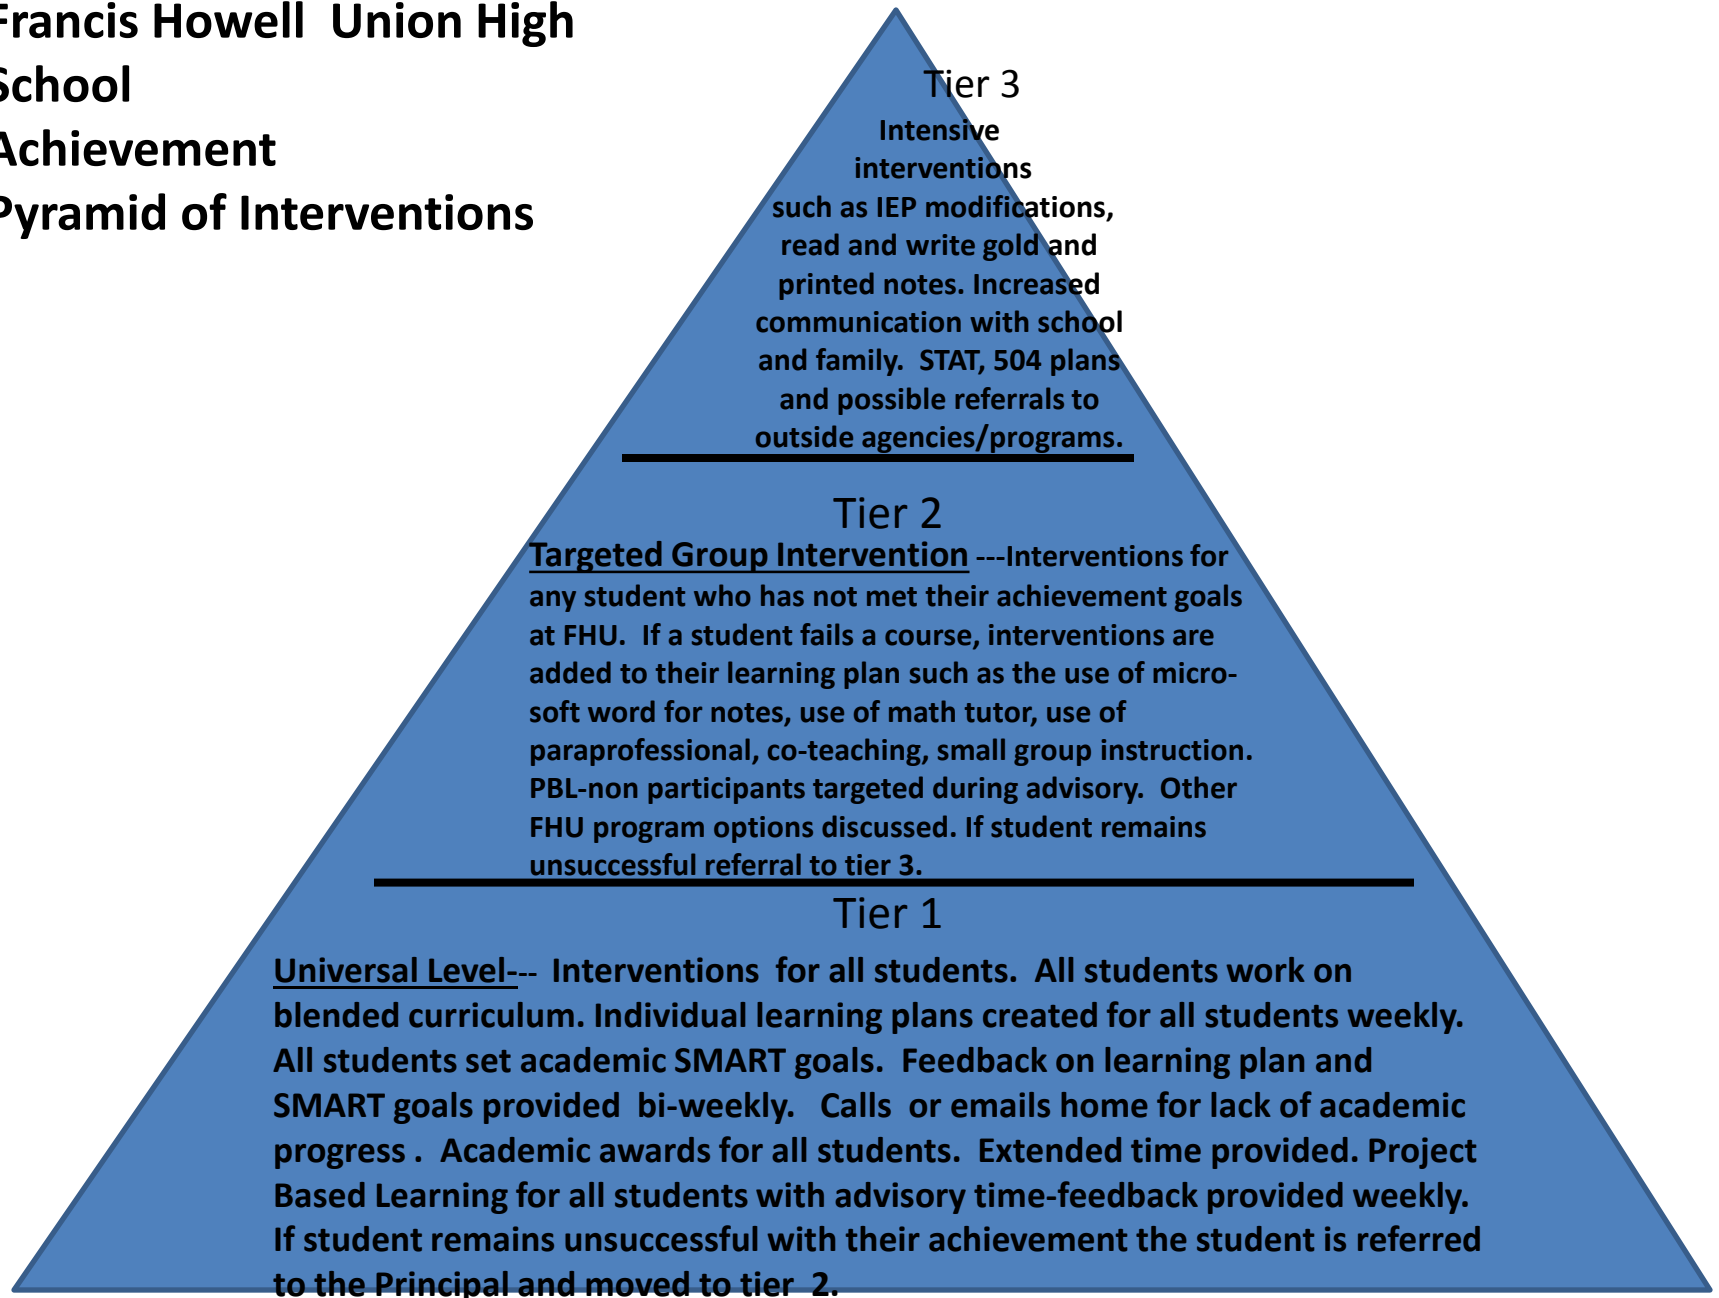 Francis Howell Union High
School
Achievement
Pyramid of Interventions
Tier 3
Intensive
interventions
such as IEP modifications,
read and write gold and
printed notes. Increased
communication with school
and family. STAT, 504 plans
and possible referrals to
outside agencies/programs.
Tier 2
Targeted Group Intervention ---Interventions for
any student who has not met their achievement goals
at FHU. If a student fails a course, interventions are
added to their learning plan such as the use of micro-
soft word for notes, use of math tutor, use of
paraprofessional, co-teaching, small group instruction.
PBL-non participants targeted during advisory. Other
FHU program options discussed. If student remains
unsuccessful referral to tier 3.
Tier 1
Universal Level--- Interventions for all students. All students work on
blended curriculum. Individual learning plans created for all students weekly.
All students set academic SMART goals. Feedback on learning plan and
SMART goals provided bi-weekly. Calls or emails home for lack of academic
progress . Academic awards for all students. Extended time provided. Project
Based Learning for all students with advisory time-feedback provided weekly.
If student remains unsuccessful with their achievement the student is referred
to the Principal and moved to tier 2.